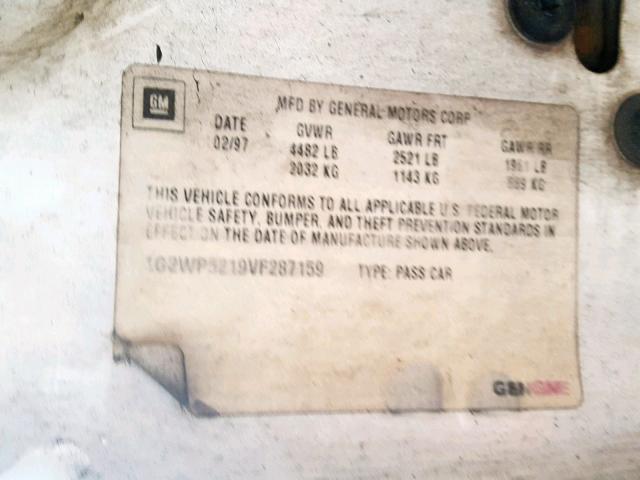 GM
MFD BY GENERAL MOTORS CORP
DATE GVWR GAWR FRT GAWR RR
02/97 4482 LB 2521 LB 1961 LB
2032 KG 1143 KG 889 KG
THIS VEHICLE CONFORMS TO ALL APPLICABLE U.S. FEDERAL MOTOR
VEHICLE SAFETY, BUMPER, AND THEFT PREVENTION STANDARDS IN
EFFECT ON THE DATE OF MANUFACTURE SHOWN ABOVE.
1G2WP5219VF287159 TYPE: PASS CAR